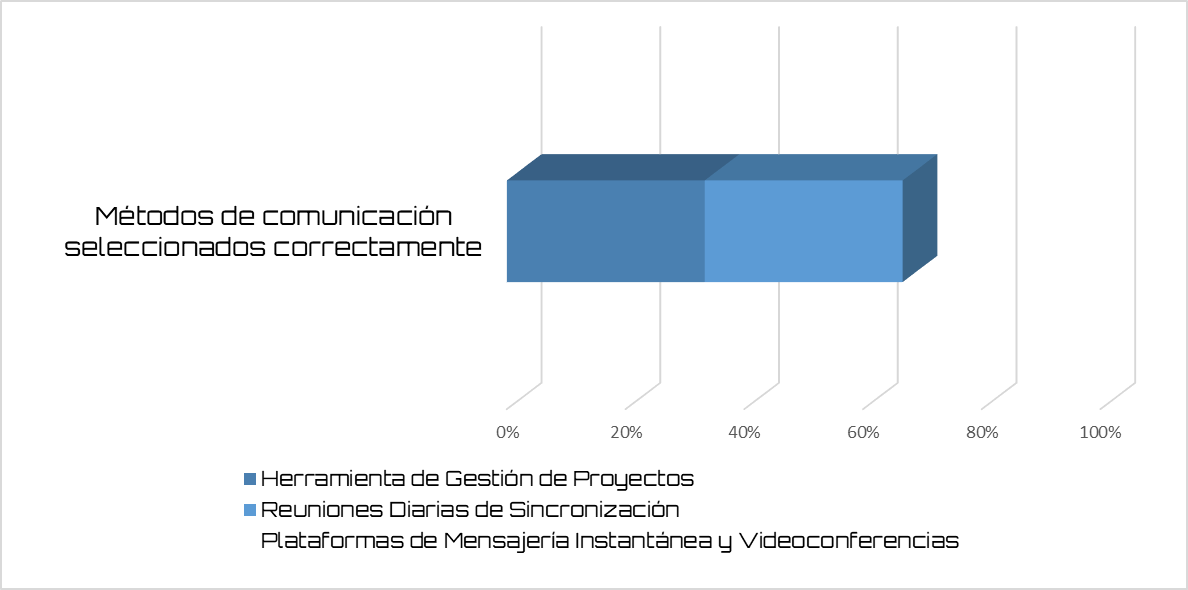 Métodos de comunicación
seleccionados correctamente
0% 20% 40% 60% 80% 100%
Herramienta de Gestión de Proyectos
Reuniones Diarias de Sincronización
Plataformas de Mensajería Instantánea y Videoconferencias